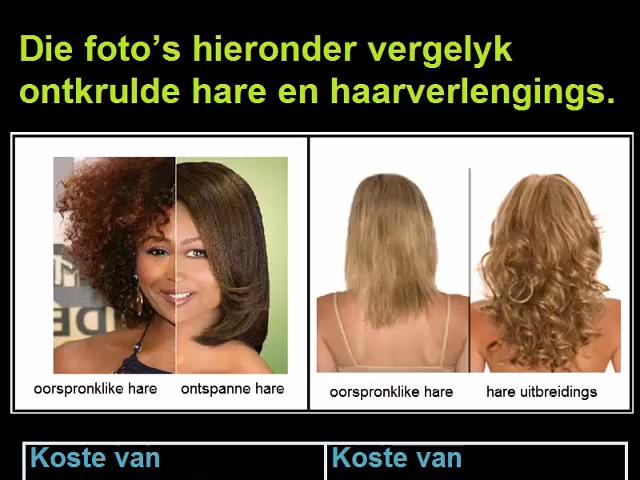 Die foto's hieronder vergelyk
ontkrulde hare en haarverlengings.
oorspronklike hare
ontspanne hare
oorspronklike hare
hare uitbreidings
Koste van
Koste van